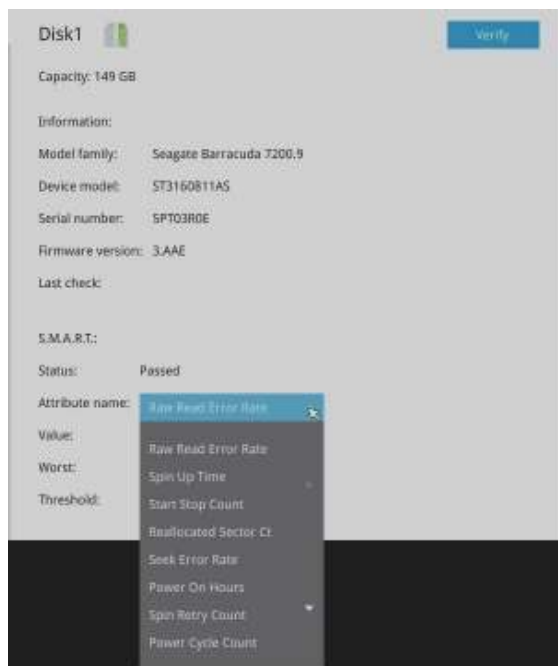 Disk1
Verify
Capacity: 149 GB
Information:
Model family: Seagate Barracuda 7200.9
Device model: ST3160811AS
Serial number: 5PT03R0E
Firmware version: 3.AAE
Last check:
S.M.A.R.T.:
Status: Passed
Attribute name: Raw Read Error Rate
Value:
Raw Read Error Rate
Worst:
Spin Up Time
Threshold:
Start Stop Count
Reallocated Sector Ct
Seek Error Rate
Power On Hours
Spin Retry Count
Power Cycle Count